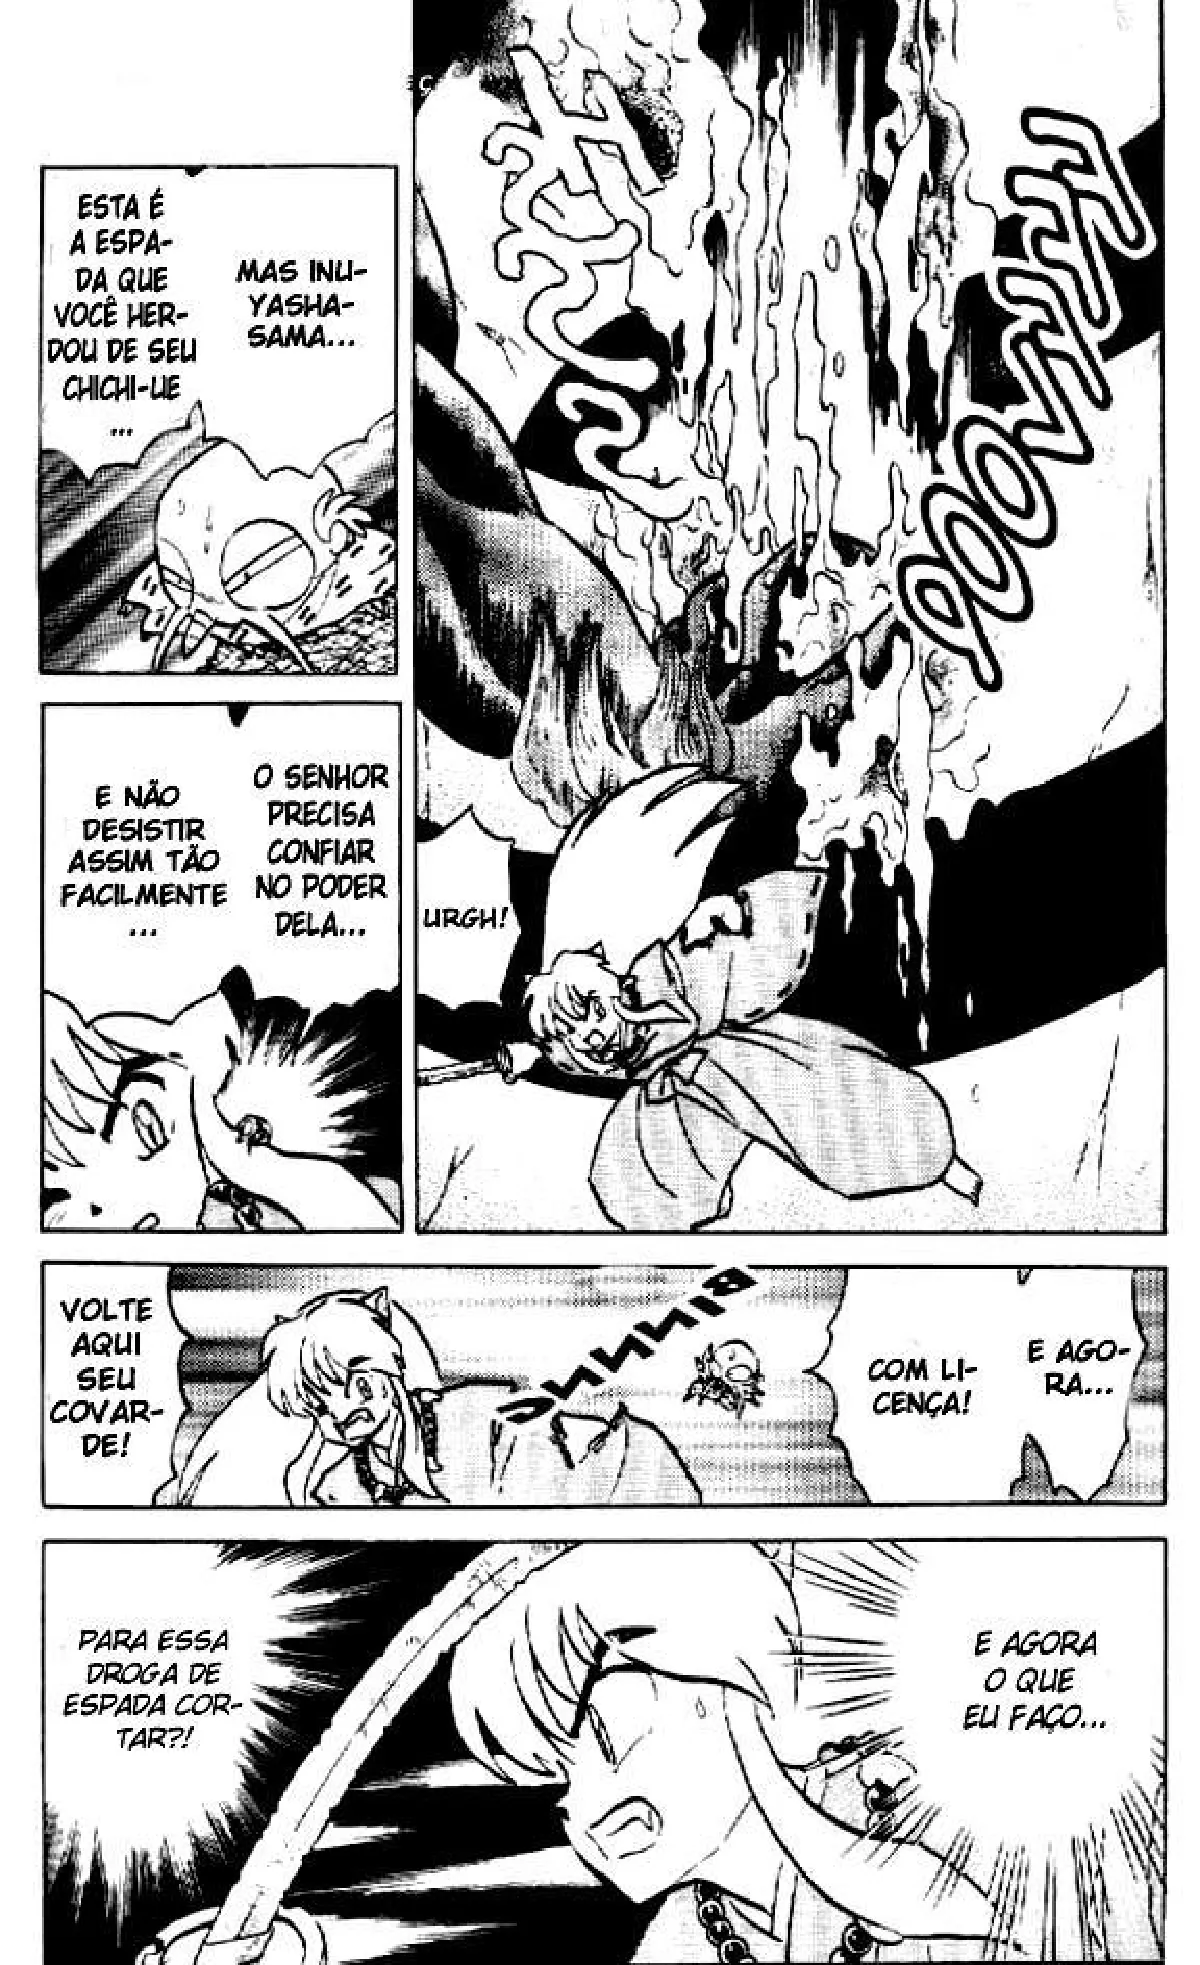 URGH!
MAS INU-
YASHA-
SAMA...
ESTA É
A ESPA-
DA QUE
VOCÊ HER-
DOU DE SEU
CHICHI-UE
...
O SENHOR
PRECISA
CONFIAR
NO PODER
DELA...
E NÃO
DESISTIR
ASSIM TÃO
FACILMENTE
...
E AGO-
RA...
COM LI-
CENÇA!
VOLTE
AQUI
SEU
COVAR-
DE!
E AGORA
O QUE
EU FAÇO...
PARA ESSA
DROGA DE
ESPADA COR-
TAR?!